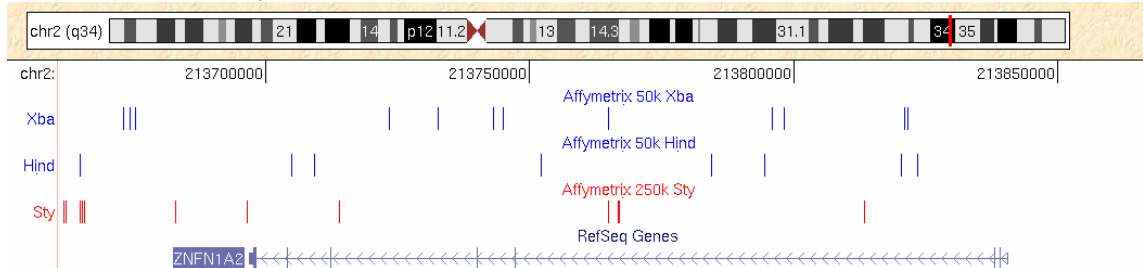 chr2 (q34) 21 14 p12 11.2 13 14.3 31.1 34 35
chr2: 213700000 213750000 213800000 213850000
Affymetrix 50k Xba
Xba
Affymetrix 50k Hind
Hind
Affymetrix 250k Sty
Sty
RefSeq Genes
ZNFN1A2